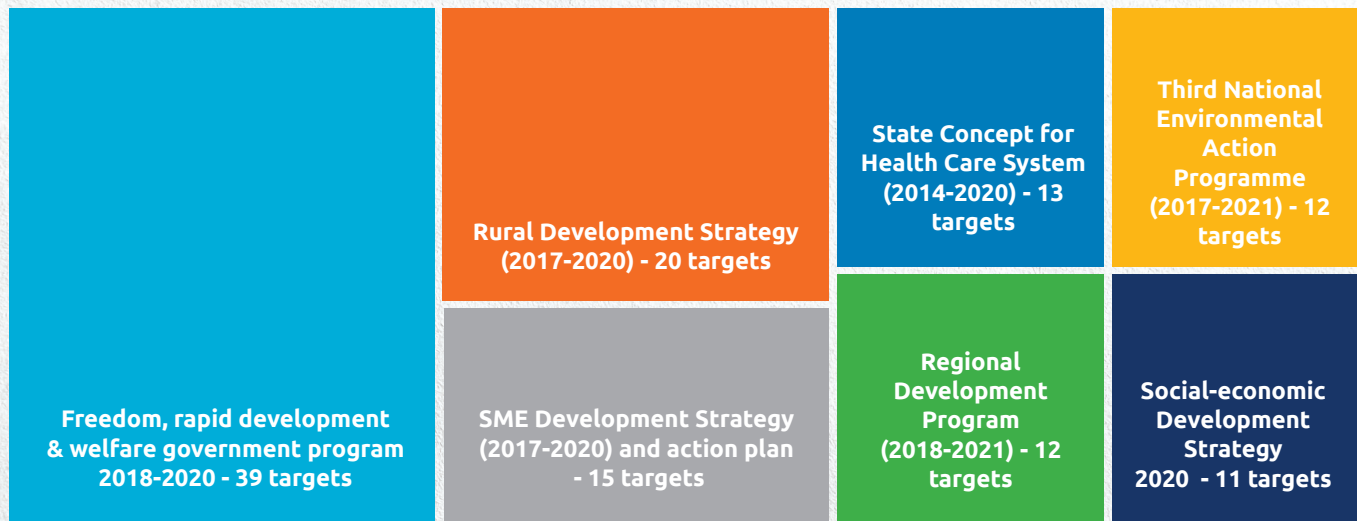 Freedom, rapid development
& welfare government program
2018-2020 - 39 targets
Rural Development Strategy
(2017-2020) - 20 targets
SME Development Strategy
(2017-2020) and action plan
- 15 targets
State Concept for
Health Care System
(2014-2020) - 13
targets
Third National
Environmental
Action
Programme
(2017-2021) - 12
targets
Regional
Development
Program
(2018-2021) - 12
targets
Social-economic
Development
Strategy
2020 - 11 targets